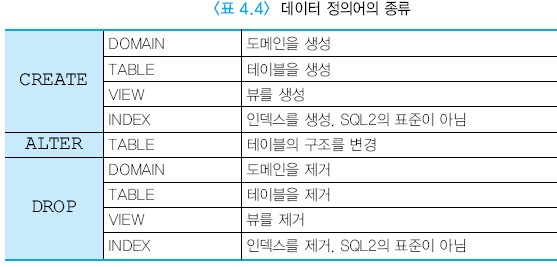 〈표 4.4〉 데이터 정의어의 종류
CREATE DOMAIN 도메인을 생성
TABLE 테이블을 생성
VIEW 뷰를 생성
INDEX 인덱스를 생성. SQL2의 표준이 아님
ALTER TABLE 테이블의 구조를 변경
DROP DOMAIN 도메인을 제거
TABLE 테이블을 제거
VIEW 뷰를 제거
INDEX 인덱스를 제거. SQL2의 표준이 아님